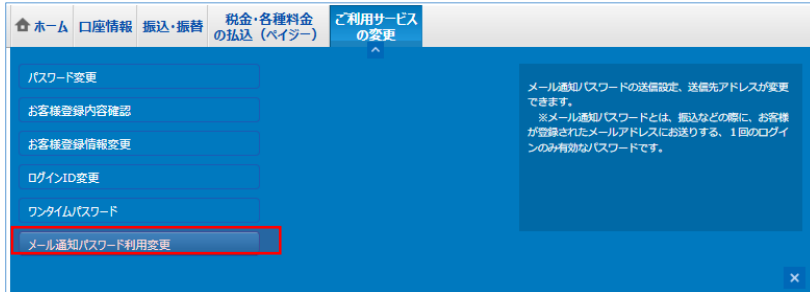 ホーム 口座情報 振込・振替 税金・各種料金 ご利用サービス
の払込（ペイジー） の変更
パスワード変更
お客様登録内容確認
お客様登録情報変更
ログインID変更
ワンタイムパスワード
メール通知パスワード利用変更
メール通知パスワードの送信設定、送信先アドレスが変更
できます。
※メール通知パスワードとは、振込などの際に、お客様
が登録されたメールアドレスにお送りする、1回のログイ
ンのみ有効なパスワードです。